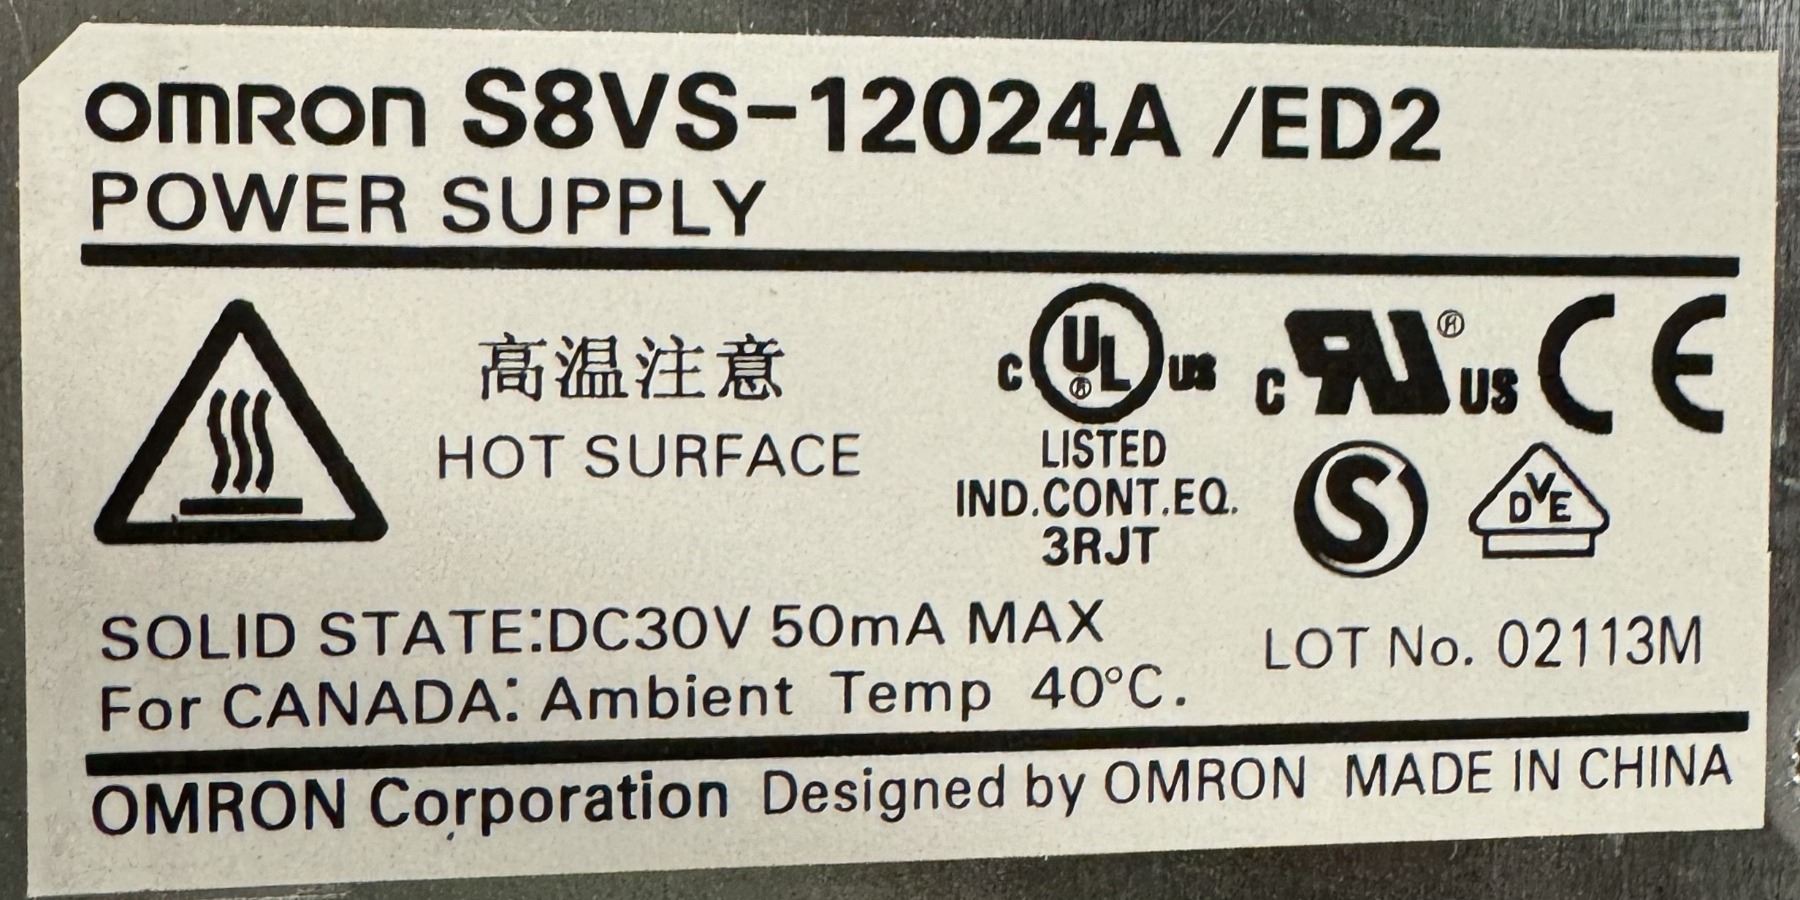 omron S8VS-12024A /ED2
POWER SUPPLY
高温注意
HOT SURFACE
c UL® us
LISTED
IND.CONT.EQ.
3RJT
c RU® us
CE
S
DVE
SOLID STATE:DC30V 50mA MAX
For CANADA: Ambient Temp 40°C.
LOT No. 02113M
OMRON Corporation Designed by OMRON MADE IN CHINA